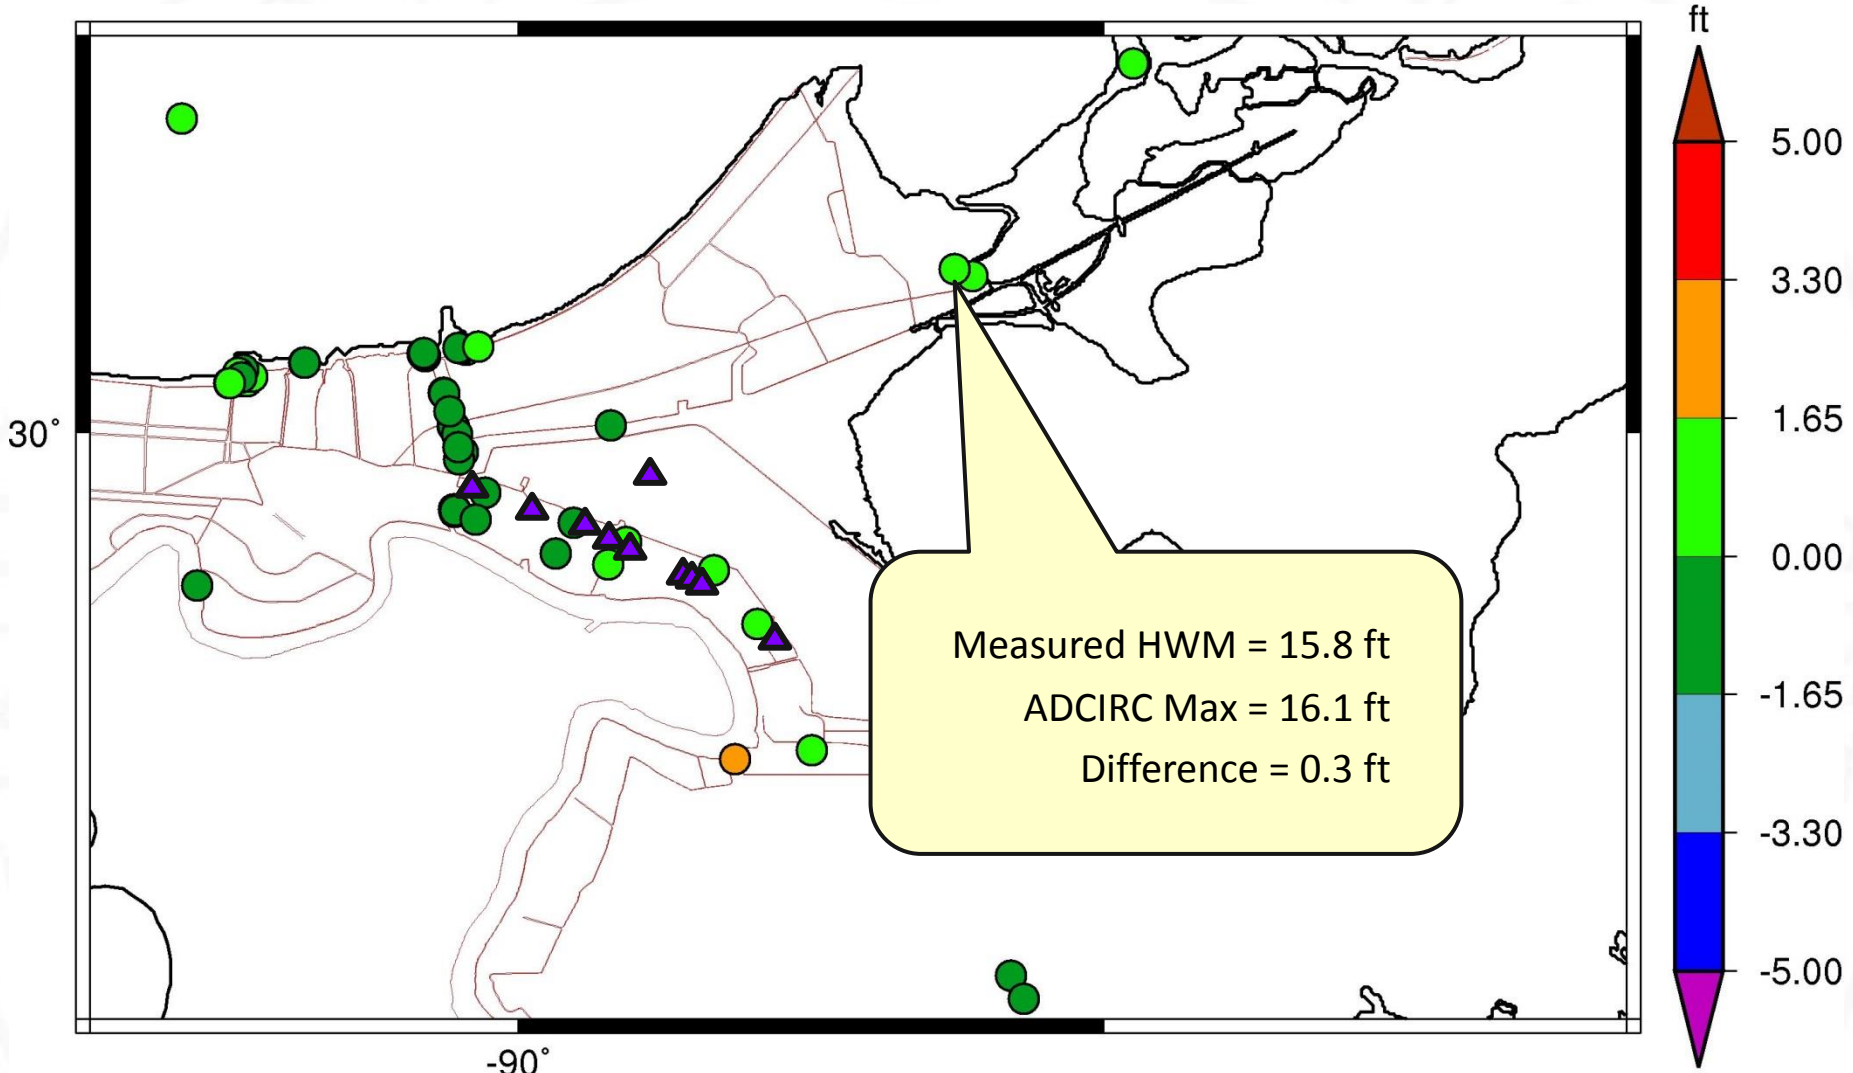 ft
5.00
3.30
30°
1.65
0.00
Measured HWM = 15.8 ft
-1.65
ADCIRC Max = 16.1 ft
Difference = 0.3 ft
-3.30
-5.00
-90°